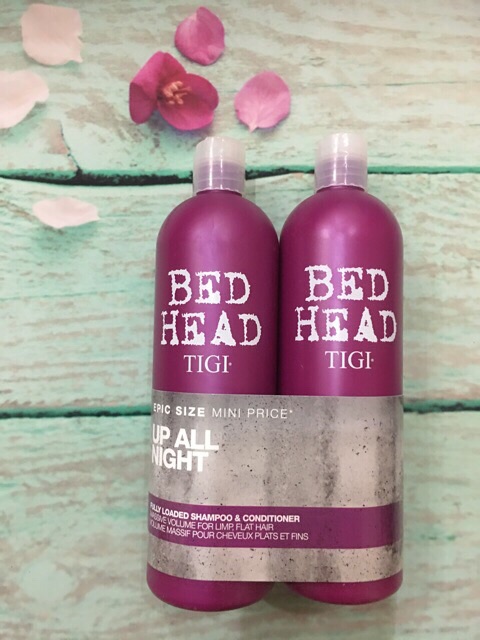 BED
HEAD
TIGI
BED
HEAD
TIGI
EPIC SIZE MINI PRICE*
UP ALL
NIGHT
FULLY LOADED SHAMPOO & CONDITIONER
MASSIVE VOLUME FOR LIMP, FLAT HAIR
VOLUME MASSIF POUR CHEVEUX PLATS ET FINS